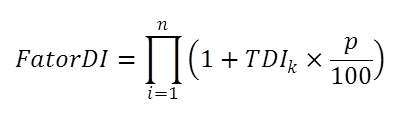 FatorDI = ∏_{i=1}^{n} (1 + TDI_k × p/100)